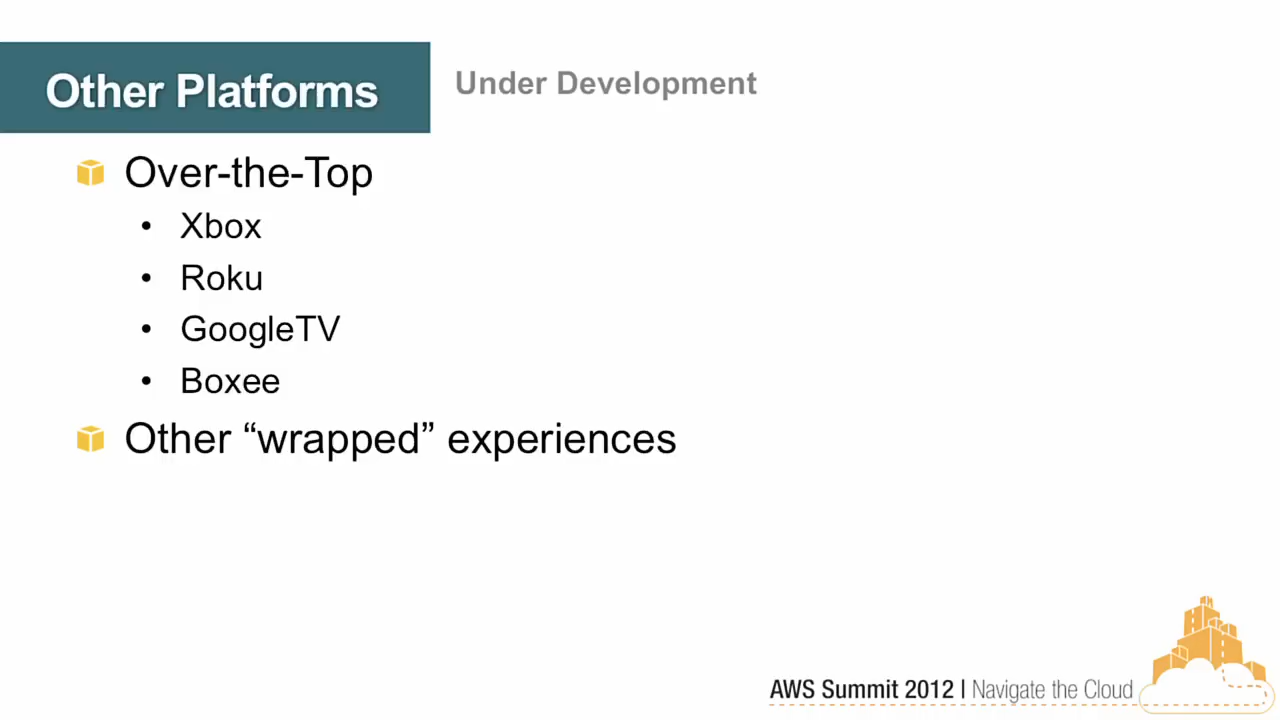 Other Platforms
Under Development
Over-the-Top
• Xbox
• Roku
• GoogleTV
• Boxee
Other “wrapped” experiences
AWS Summit 2012 | Navigate the Cloud